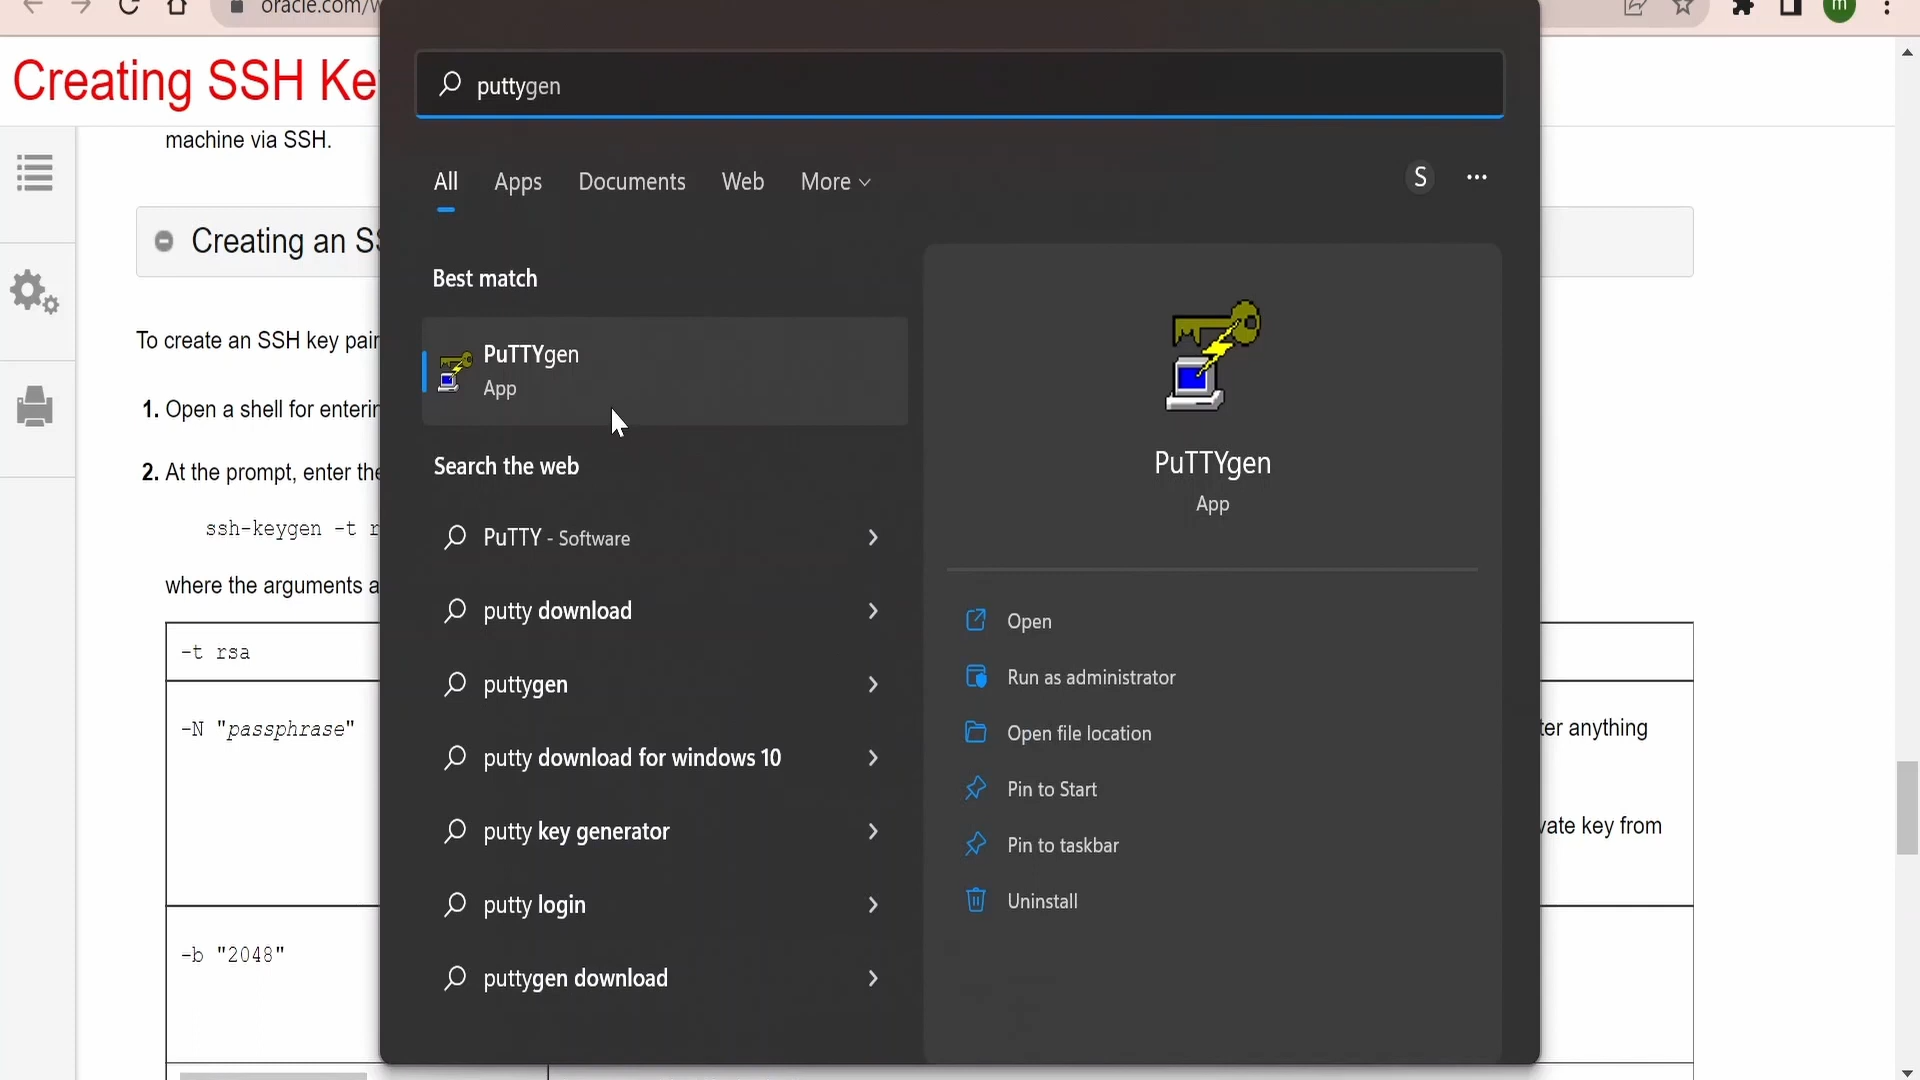 oracle.com/w
m
Creating SSH Ke
machine via SSH.
Creating an S
To create an SSH key pair
1. Open a shell for enterin
2. At the prompt, enter the
ssh-keygen -t r
where the arguments a
-t rsa
-N "passphrase"
ter anything
vate key from
-b "2048"
puttygen
All Apps Documents Web More
S
Best match
PuTTYgen
App
Search the web
PuTTY - Software
putty download
puttygen
putty download for windows 10
putty key generator
putty login
puttygen download
PuTTYgen
App
Open
Run as administrator
Open file location
Pin to Start
Pin to taskbar
Uninstall